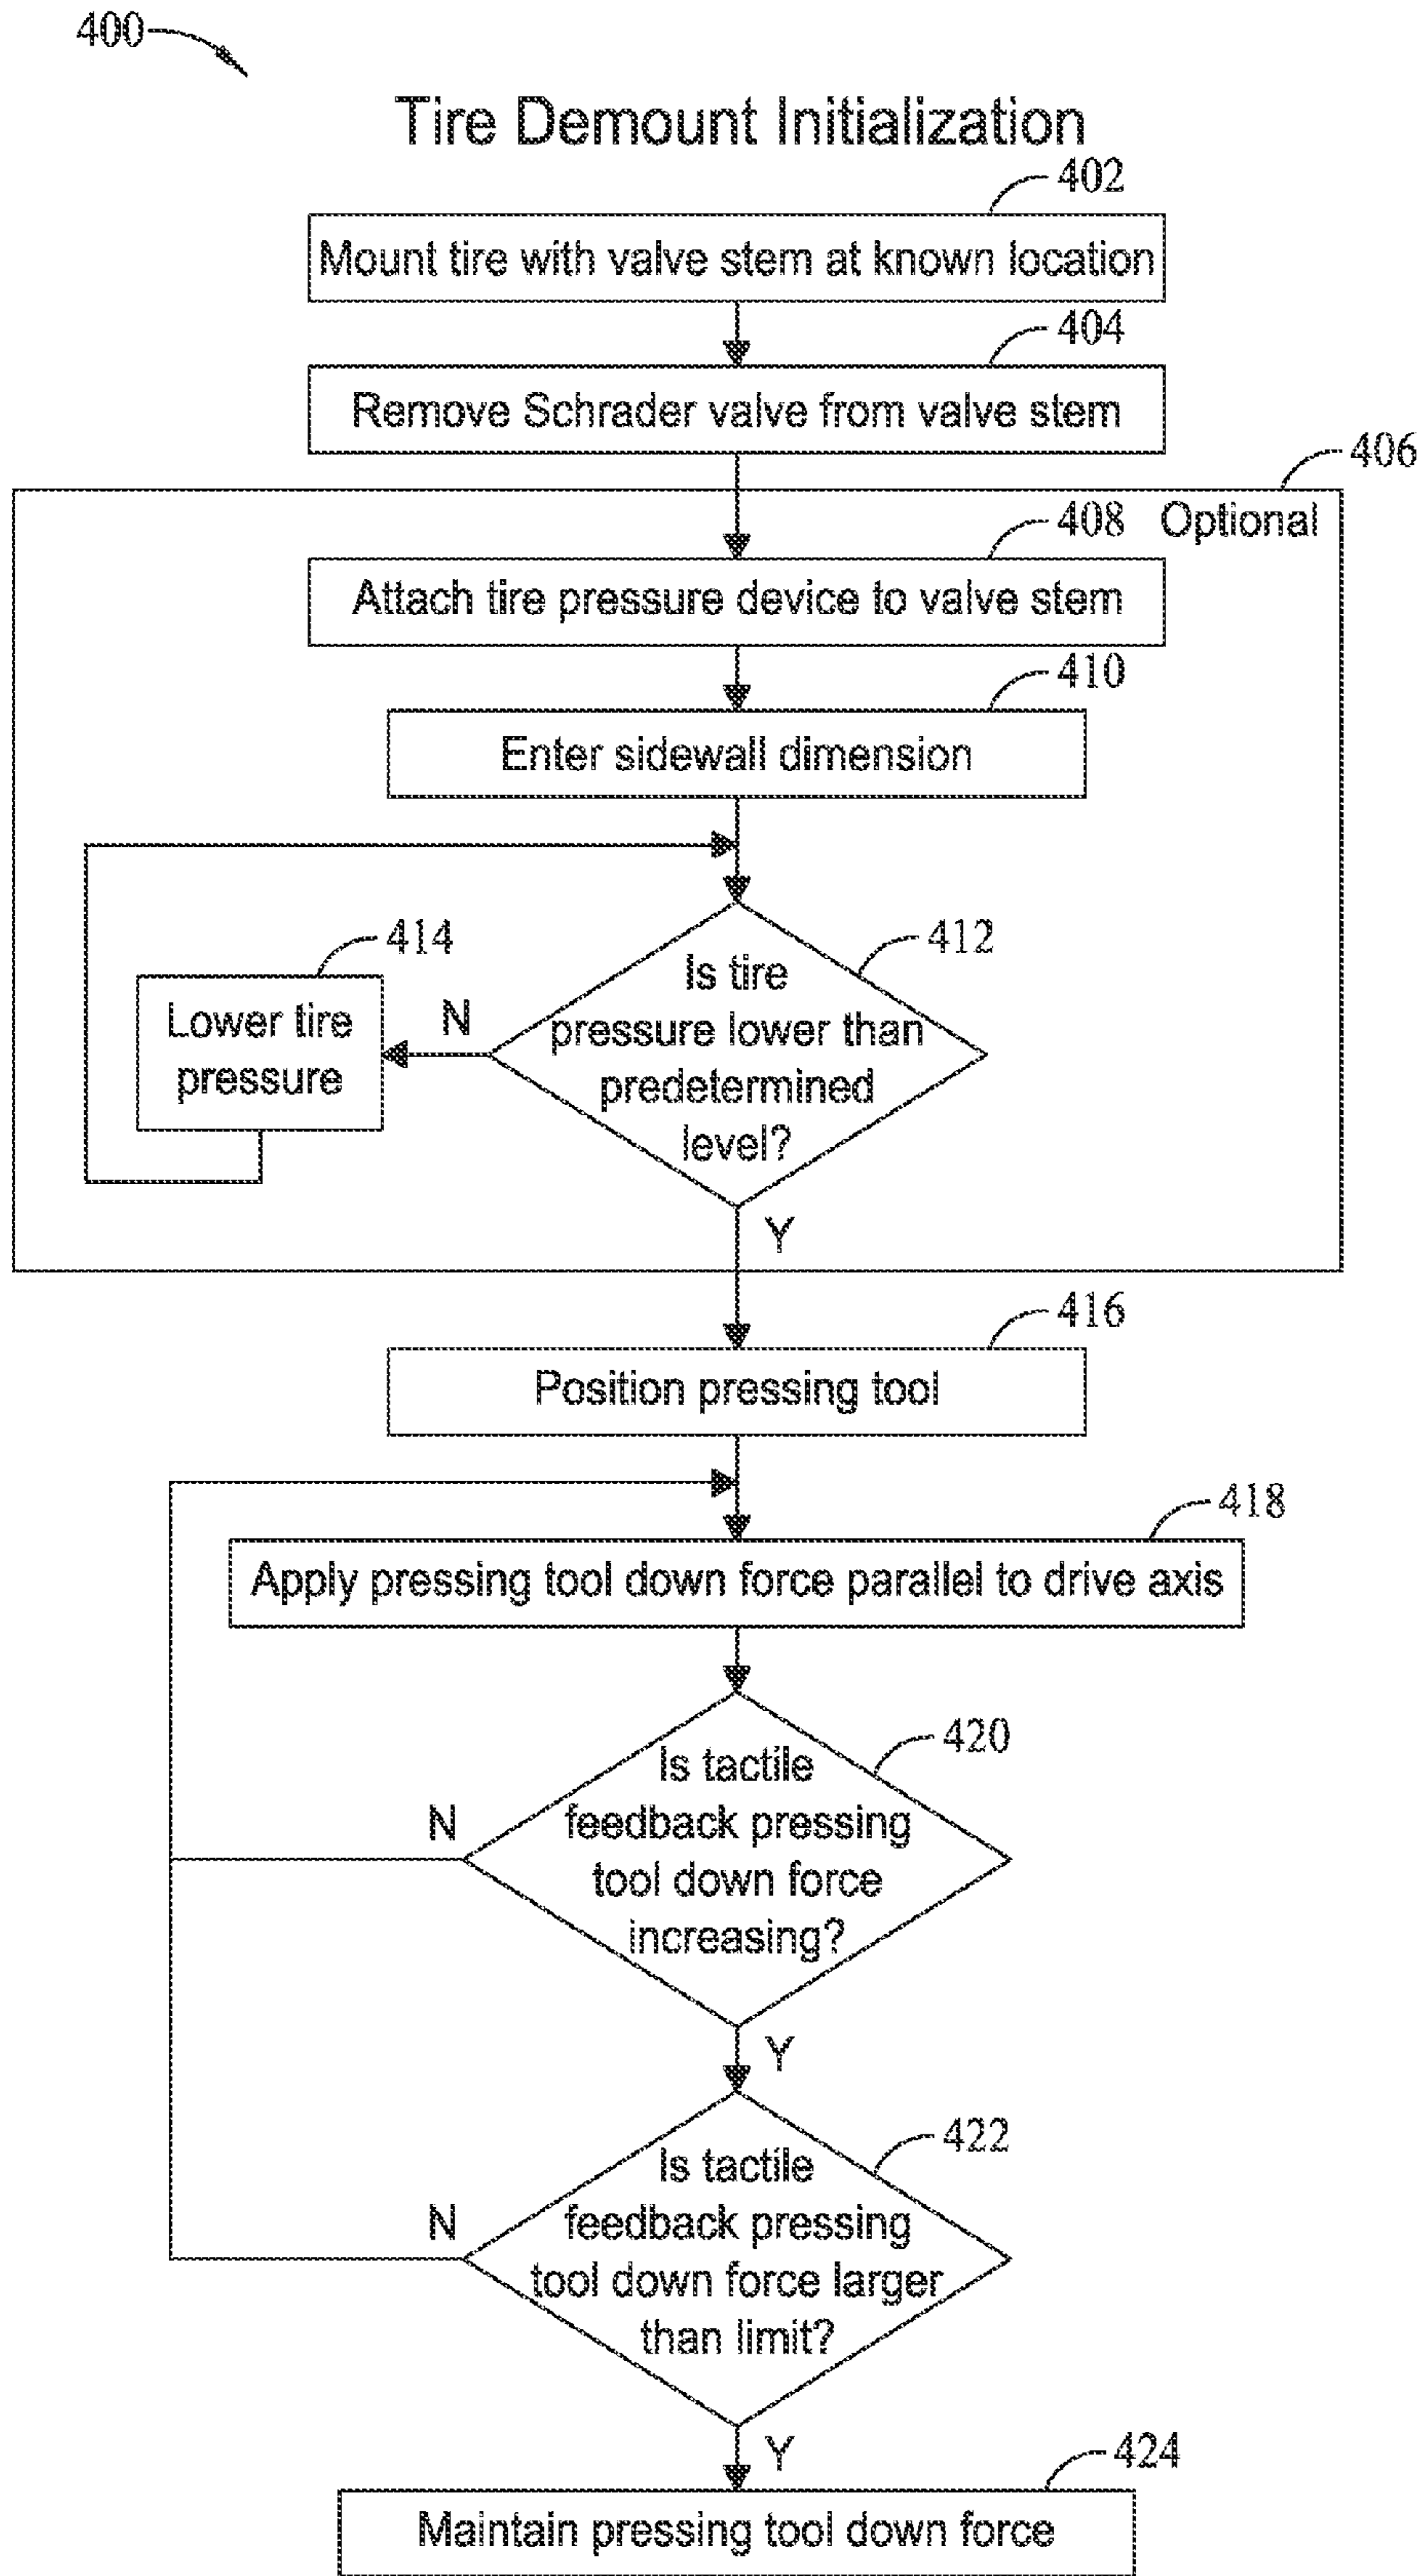 400
Tire Demount Initialization
402
Mount tire with valve stem at known location
404
Remove Schrader valve from valve stem
406
Optional
408
Attach tire pressure device to valve stem
410
Enter sidewall dimension
412
Is tire
pressure lower than
predetermined
level?
N
414
Lower tire
pressure
Y
416
Position pressing tool
418
Apply pressing tool down force parallel to drive axis
420
Is tactile
feedback pressing
tool down force
increasing?
N
Y
422
Is tactile
feedback pressing
tool down force larger
than limit?
N
Y
424
Maintain pressing tool down force